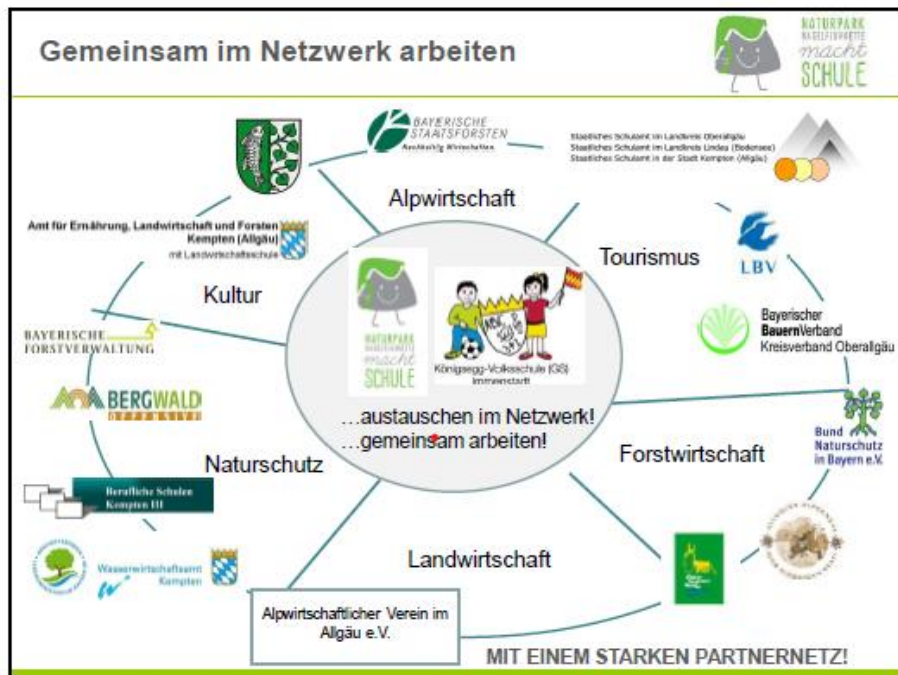 Gemeinsam im Netzwerk arbeiten
NATURPARK
NAGELFLUHKETTE
macht
SCHULE
BAYERISCHE
STAATSFORSTEN
Nachhaltig Wirtschaften.
Staatliches Schulamt im Landkreis Oberallgäu
Staatliches Schulamt im Landkreis Lindau (Bodensee)
Staatliches Schulamt in der Stadt Kempten (Allgäu)
Alpwirtschaft
Amt für Ernährung, Landwirtschaft und Forsten
Kempten (Allgäu)
mit Landwirtschaftsschule
Tourismus
LBV
Kultur
BAYERISCHE
FORSTVERWALTUNG
NATURPARK
NAGELFLUHKETTE
macht
SCHULE
Königsegg-Volksschule (GS)
Immenstadt
Bayerischer
BauernVerband
Kreisverband Oberallgäu
BERGWALD
OFFENSIVE
…austauschen im Netzwerk!
…gemeinsam arbeiten!
Bund
Naturschutz
in Bayern e.V.
Naturschutz
Forstwirtschaft
Berufliche Schulen
Kempten III
Wasserwirtschaftsamt
Kempten
Landwirtschaft
Alpwirtschaftlicher Verein im
Allgäu e.V.
MIT EINEM STARKEN PARTNERNETZ!